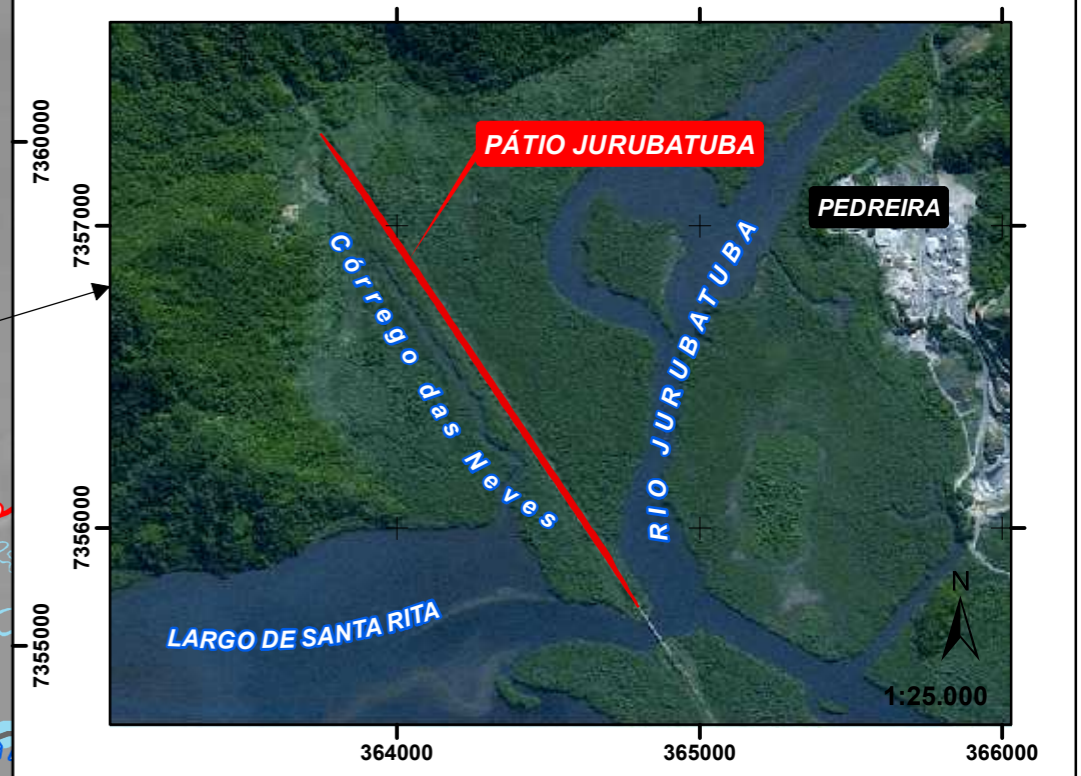 7360000
7357000
7356000
7355000
PÁTIO JURUBATUBA
PEDREIRA
Córrego das Neves
RIO JURUBATUBA
LARGO DE SANTA RITA
N
1:25.000
364000
365000
366000